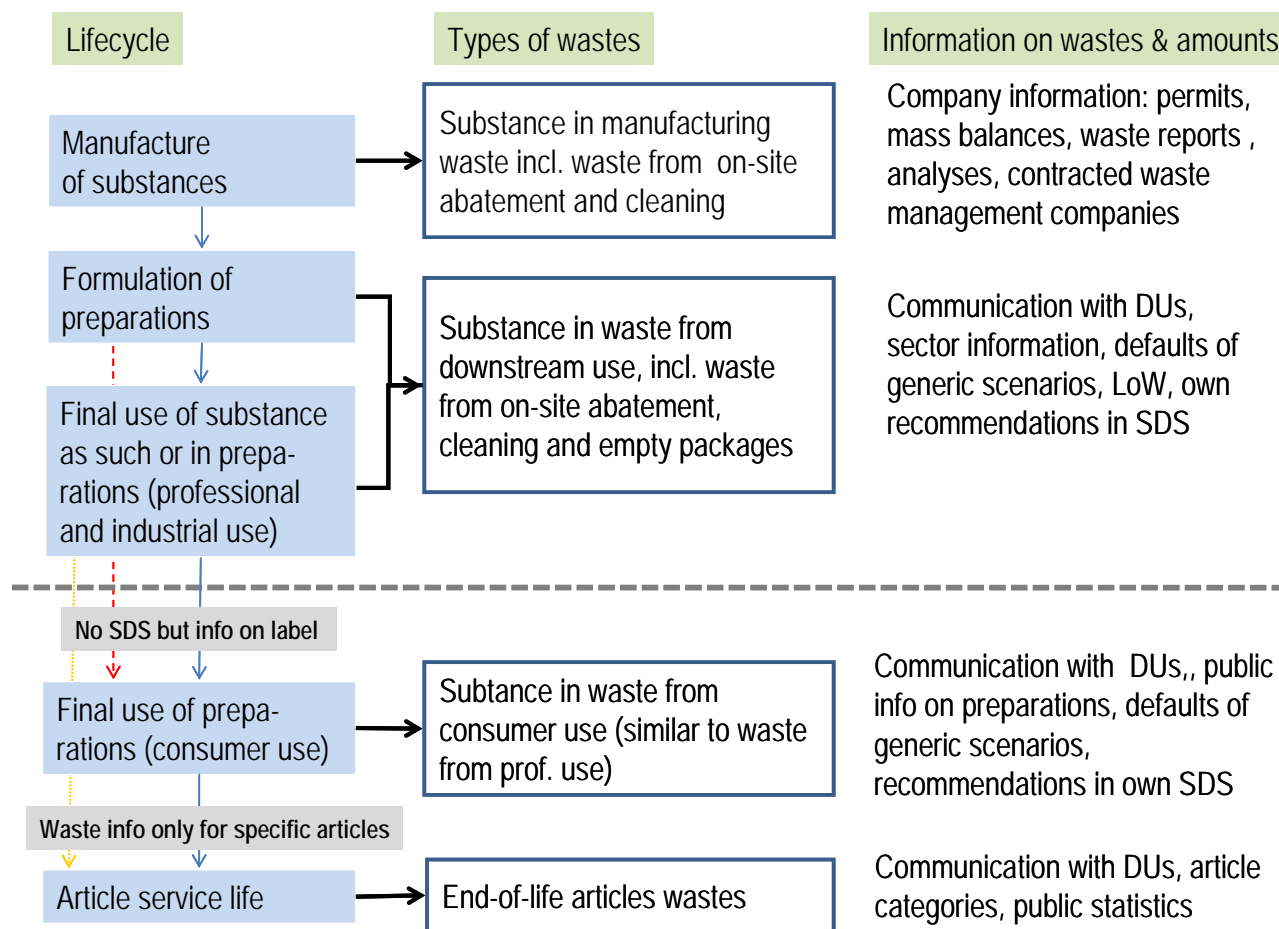 Lifecycle
Types of wastes
Information on wastes & amounts
Manufacture
of substances
Substance in manufacturing
waste incl. waste from on-site
abatement and cleaning
Company information: permits,
mass balances, waste reports ,
analyses, contracted waste
management companies
Formulation of
preparations
Final use of substance
as such or in prepa-
rations (professional
and industrial use)
Substance in waste from
downstream use, incl. waste
from on-site abatement,
cleaning and empty packages
Communication with DUs,
sector information, defaults of
generic scenarios, LoW, own
recommendations in SDS
No SDS but info on label
Final use of prepa-
rations (consumer use)
Subtance in waste from
consumer use (similar to waste
from prof. use)
Communication with DUs,, public
info on preparations, defaults of
generic scenarios,
recommendations in own SDS
Waste info only for specific articles
Article service life
End-of-life articles wastes
Communication with DUs, article
categories, public statistics